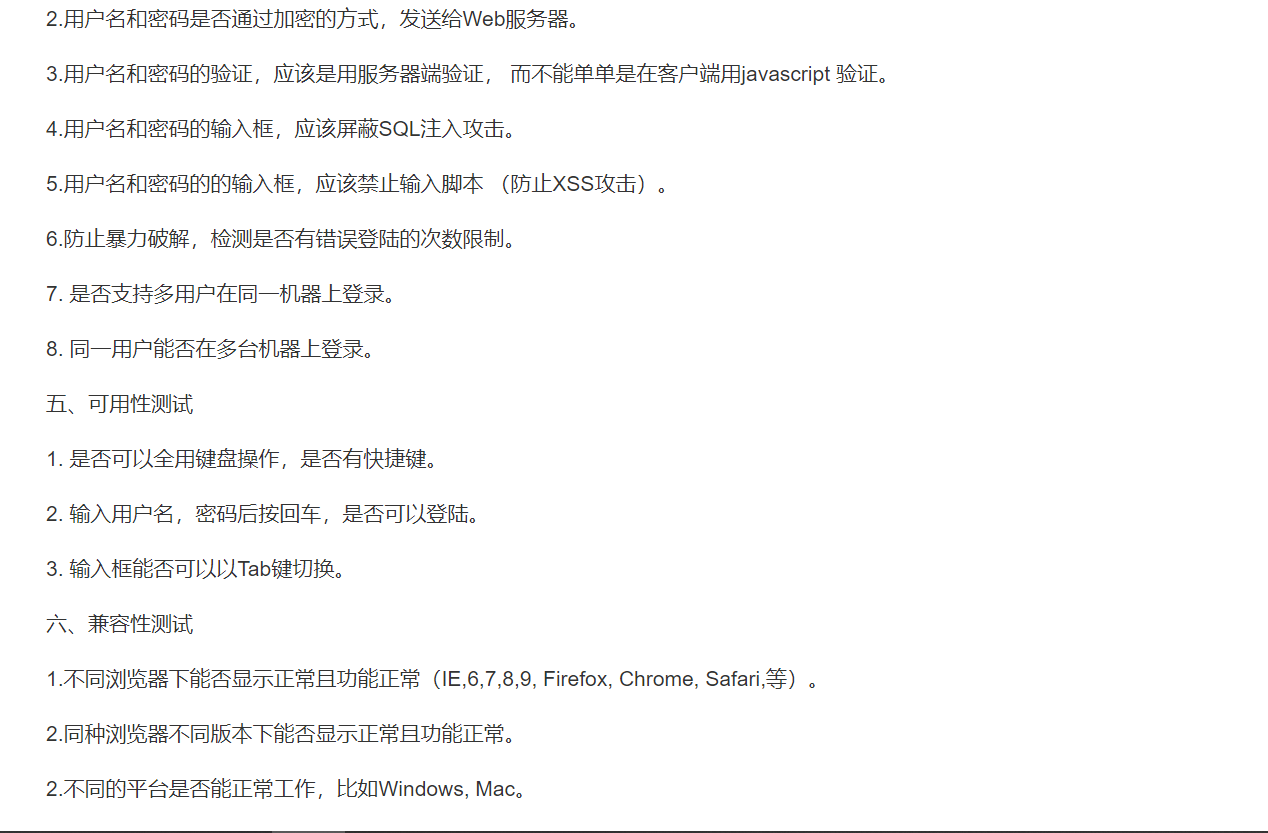 2.用户名和密码是否通过加密的方式，发送给Web服务器。
3.用户名和密码的验证，应该是用服务器端验证， 而不能单单是在客户端用javascript 验证。
4.用户名和密码的输入框，应该屏蔽SQL注入攻击。
5.用户名和密码的的输入框，应该禁止输入脚本 （防止XSS攻击）。
6.防止暴力破解，检测是否有错误登陆的次数限制。
7. 是否支持多用户在同一机器上登录。
8. 同一用户能否在多台机器上登录。
五、可用性测试
1. 是否可以全用键盘操作，是否有快捷键。
2. 输入用户名，密码后按回车，是否可以登陆。
3. 输入框能否可以以Tab键切换。
六、兼容性测试
1.不同浏览器下能否显示正常且功能正常（IE,6,7,8,9, Firefox, Chrome, Safari,等）。
2.同种浏览器不同版本下能否显示正常且功能正常。
2.不同的平台是否能正常工作，比如Windows, Mac。